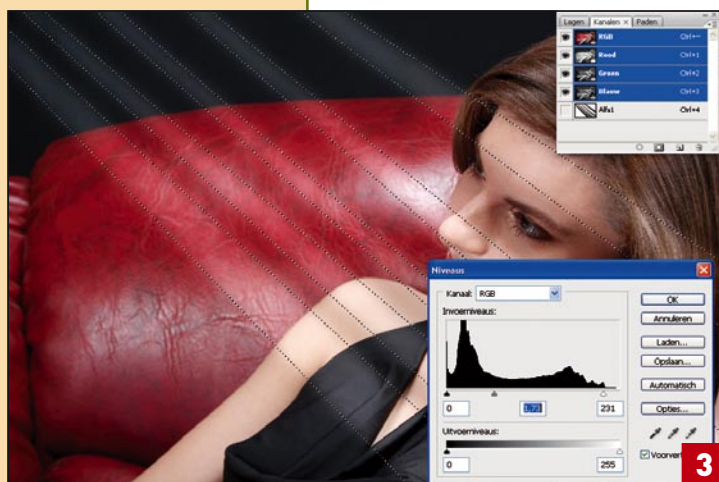 Lagen Kanalen × Paden
RGB Ctrl+~
Rood Ctrl+1
Groen Ctrl+2
Blauw Ctrl+3
Alfa1 Ctrl+4
Niveaus
Kanaal: RGB
Invoerniveaus:
0 1,73 231
Uitvoerniveaus:
0 255
OK
Annuleren
Laden...
Opslaan...
Automatisch
Opties...
3